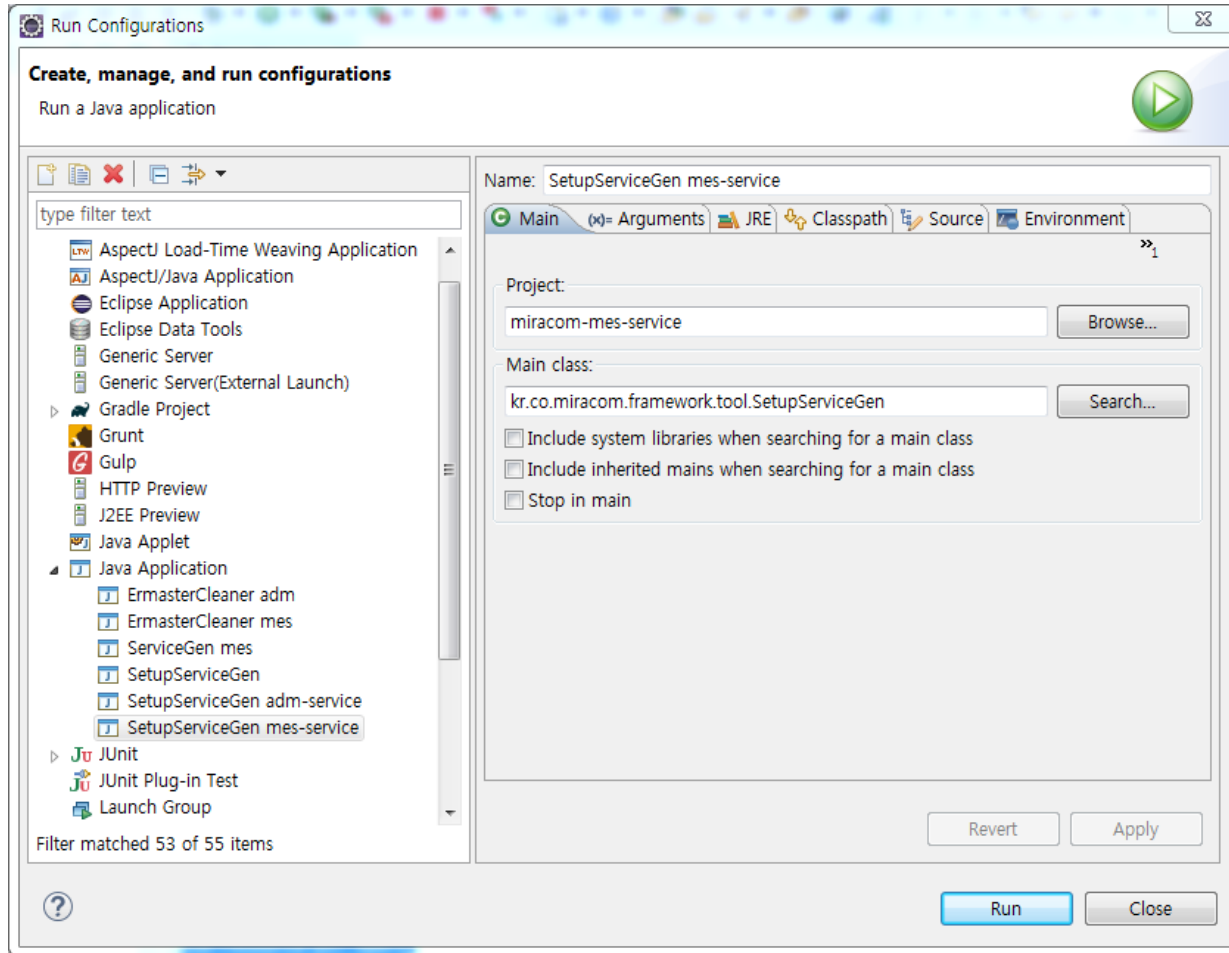 Run Configurations
Create, manage, and run configurations
Run a Java application
type filter text
AspectJ Load-Time Weaving Application
AspectJ/Java Application
Eclipse Application
Eclipse Data Tools
Generic Server
Generic Server(External Launch)
Gradle Project
Grunt
Gulp
HTTP Preview
J2EE Preview
Java Applet
Java Application
ErmasterCleaner adm
ErmasterCleaner mes
ServiceGen mes
SetupServiceGen
SetupServiceGen adm-service
SetupServiceGen mes-service
JUnit
JUnit Plug-in Test
Launch Group
Filter matched 53 of 55 items
Name: SetupServiceGen mes-service
Main (x)= Arguments JRE Classpath Source Environment
»1
Project:
miracom-mes-service Browse...
Main class:
kr.co.miracom.framework.tool.SetupServiceGen Search...
Include system libraries when searching for a main class
Include inherited mains when searching for a main class
Stop in main
Revert Apply
? Run Close